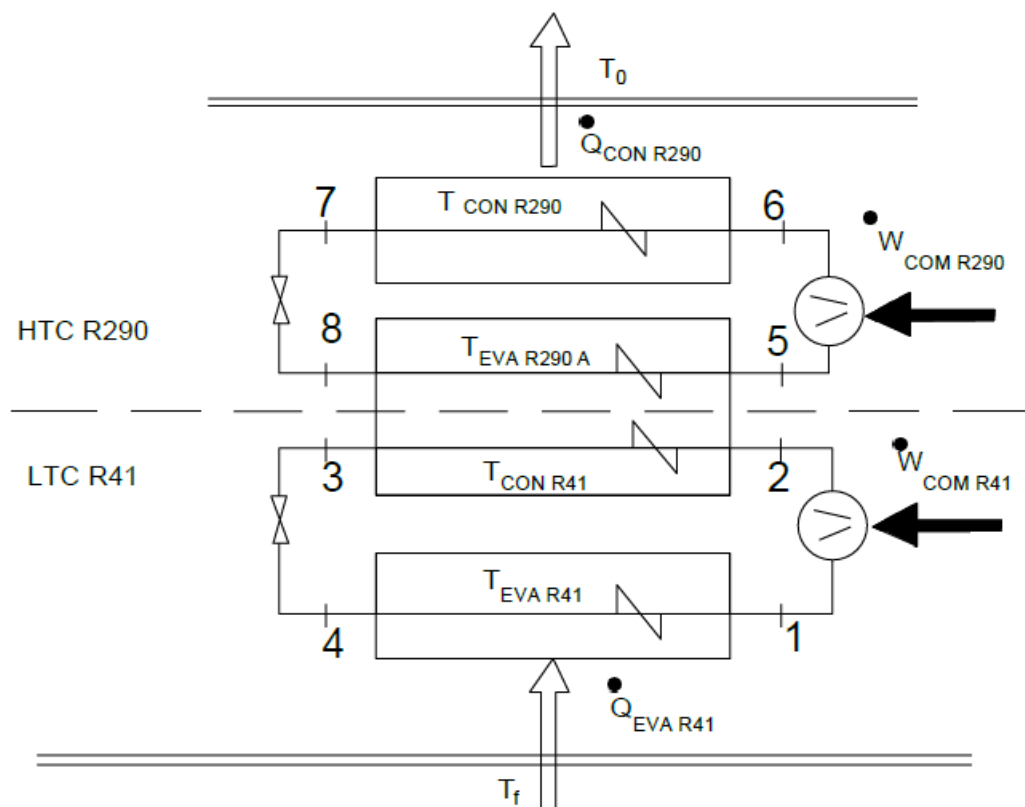 T0
QCON R290
7
T CON R290
6
WCOM R290
HTC R290
8
TEVA R290 A
5
LTC R41
3
TCON R41
2
WCOM R41
TEVA R41
4
1
QEVA R41
Tf